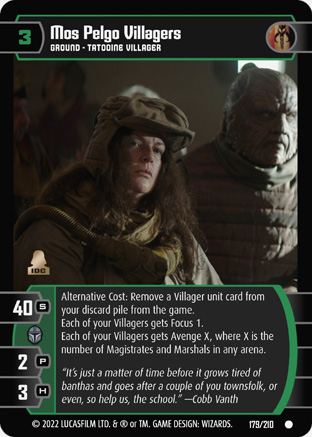 3
Mos Pelgo Villagers
GROUND - TATOOINE VILLAGER
IDC
40 S
2 P
3 H
Alternative Cost: Remove a Villager unit card from
your discard pile from the game.
Each of your Villagers gets Focus 1.
Each of your Villagers gets Avenge X, where X is the
number of Magistrates and Marshals in any arena.
"It's just a matter of time before it grows tired of
banthas and goes after a couple of you townsfolk, or
even, so help us, the school." —Cobb Vanth
© 2022 LUCASFILM LTD. & ® or TM. GAME DESIGN: WIZARDS.
179/210